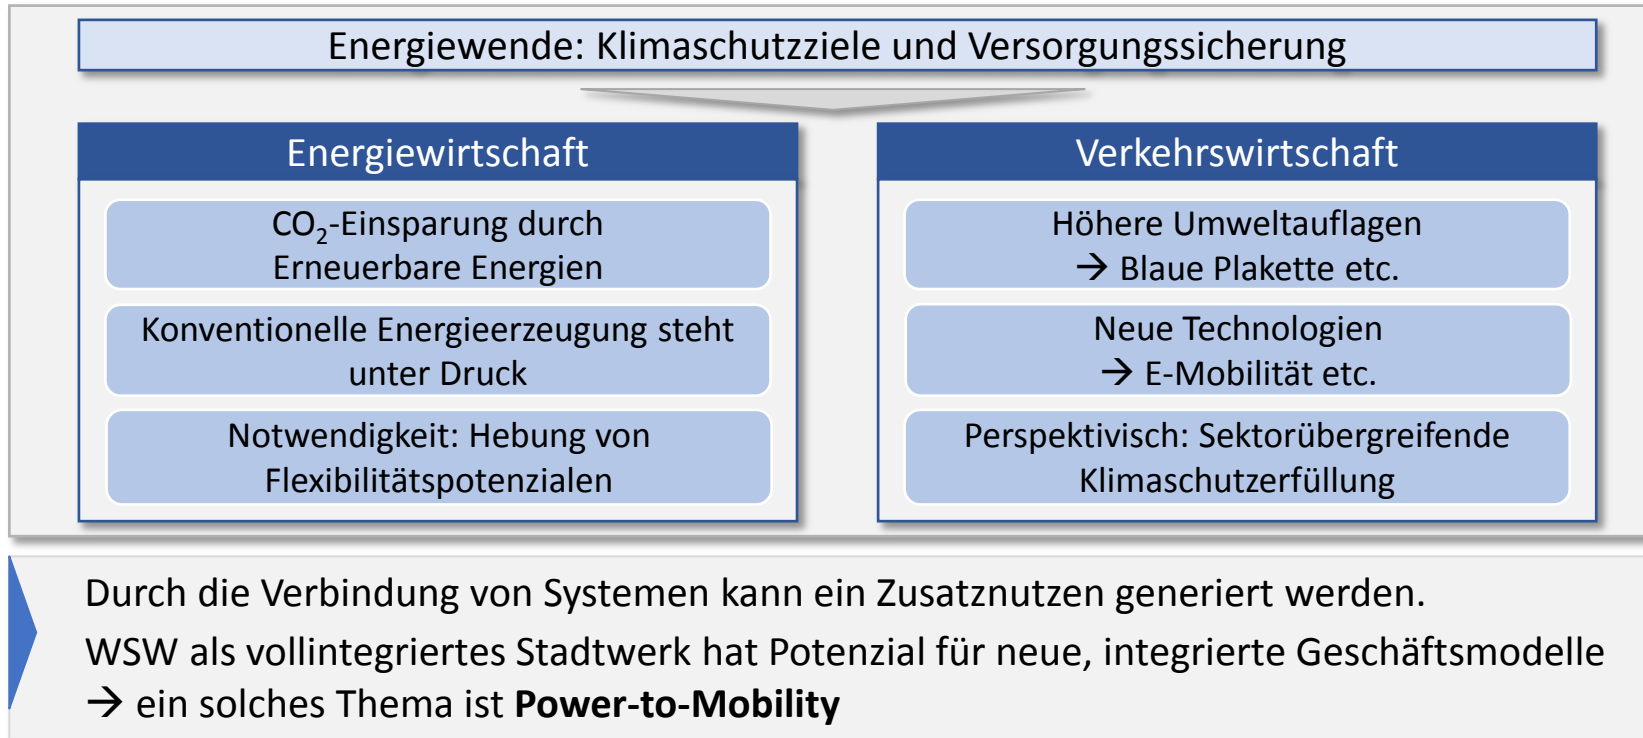 Energiewende: Klimaschutzziele und Versorgungssicherung
Energiewirtschaft
CO₂-Einsparung durch
Erneuerbare Energien
Konventionelle Energieerzeugung steht
unter Druck
Notwendigkeit: Hebung von
Flexibilitätspotenzialen
Verkehrswirtschaft
Höhere Umweltauflagen
→ Blaue Plakette etc.
Neue Technologien
→ E-Mobilität etc.
Perspektivisch: Sektorübergreifende
Klimaschutzerfüllung
Durch die Verbindung von Systemen kann ein Zusatznutzen generiert werden.
WSW als vollintegriertes Stadtwerk hat Potenzial für neue, integrierte Geschäftsmodelle
→ ein solches Thema ist Power-to-Mobility